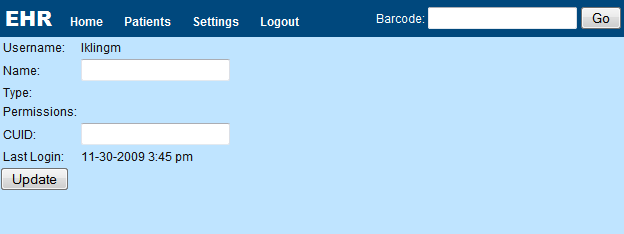 EHR Home Patients Settings Logout Barcode: Go
Username: lklingm
Name:
Type:
Permissions:
CUID:
Last Login: 11-30-2009 3:45 pm
Update